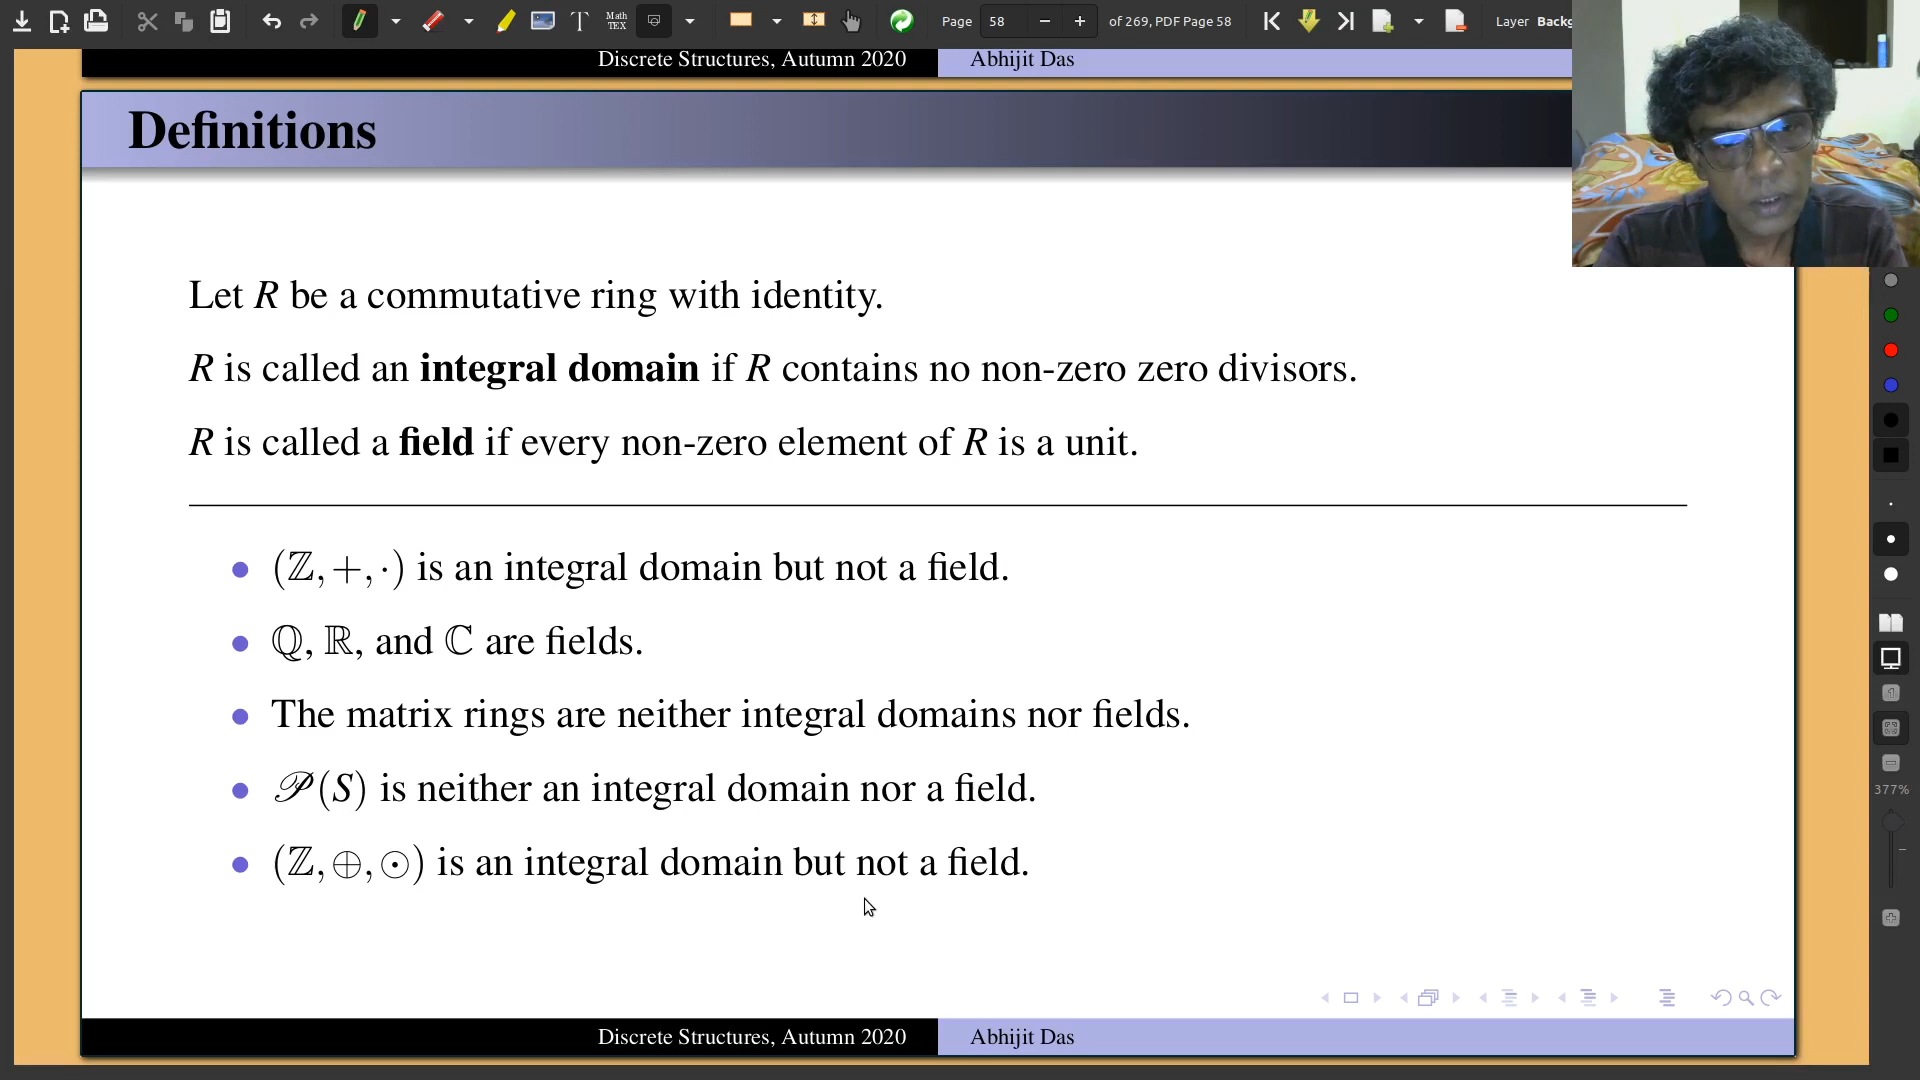 Math
TEX
Page 58 of 269, PDF Page 58 Layer
Discrete Structures, Autumn 2020 Abhijit Das
Definitions
Let R be a commutative ring with identity.
R is called an integral domain if R contains no non-zero zero divisors.
R is called a field if every non-zero element of R is a unit.
(ℤ, +, ·) is an integral domain but not a field.
ℚ, ℝ, and ℂ are fields.
The matrix rings are neither integral domains nor fields.
𝒫(S) is neither an integral domain nor a field.
(ℤ, ⊕, ⊙) is an integral domain but not a field.
377%
Discrete Structures, Autumn 2020 Abhijit Das